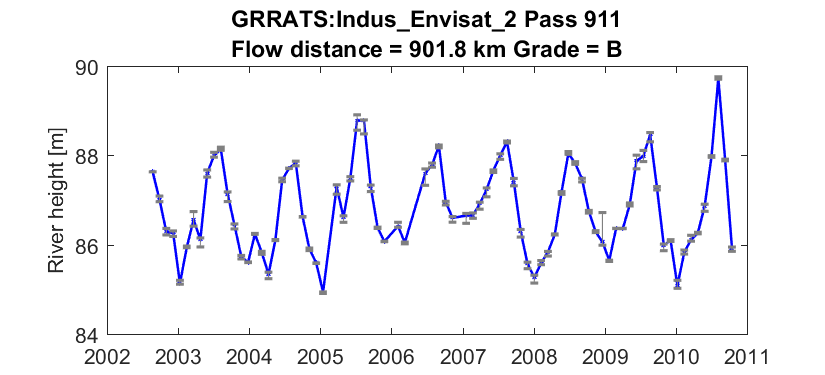 GRRATS:Indus_Envisat_2 Pass 911
Flow distance = 901.8 km Grade = B
River height [m]
90
88
86
84
2002 2003 2004 2005 2006 2007 2008 2009 2010 2011